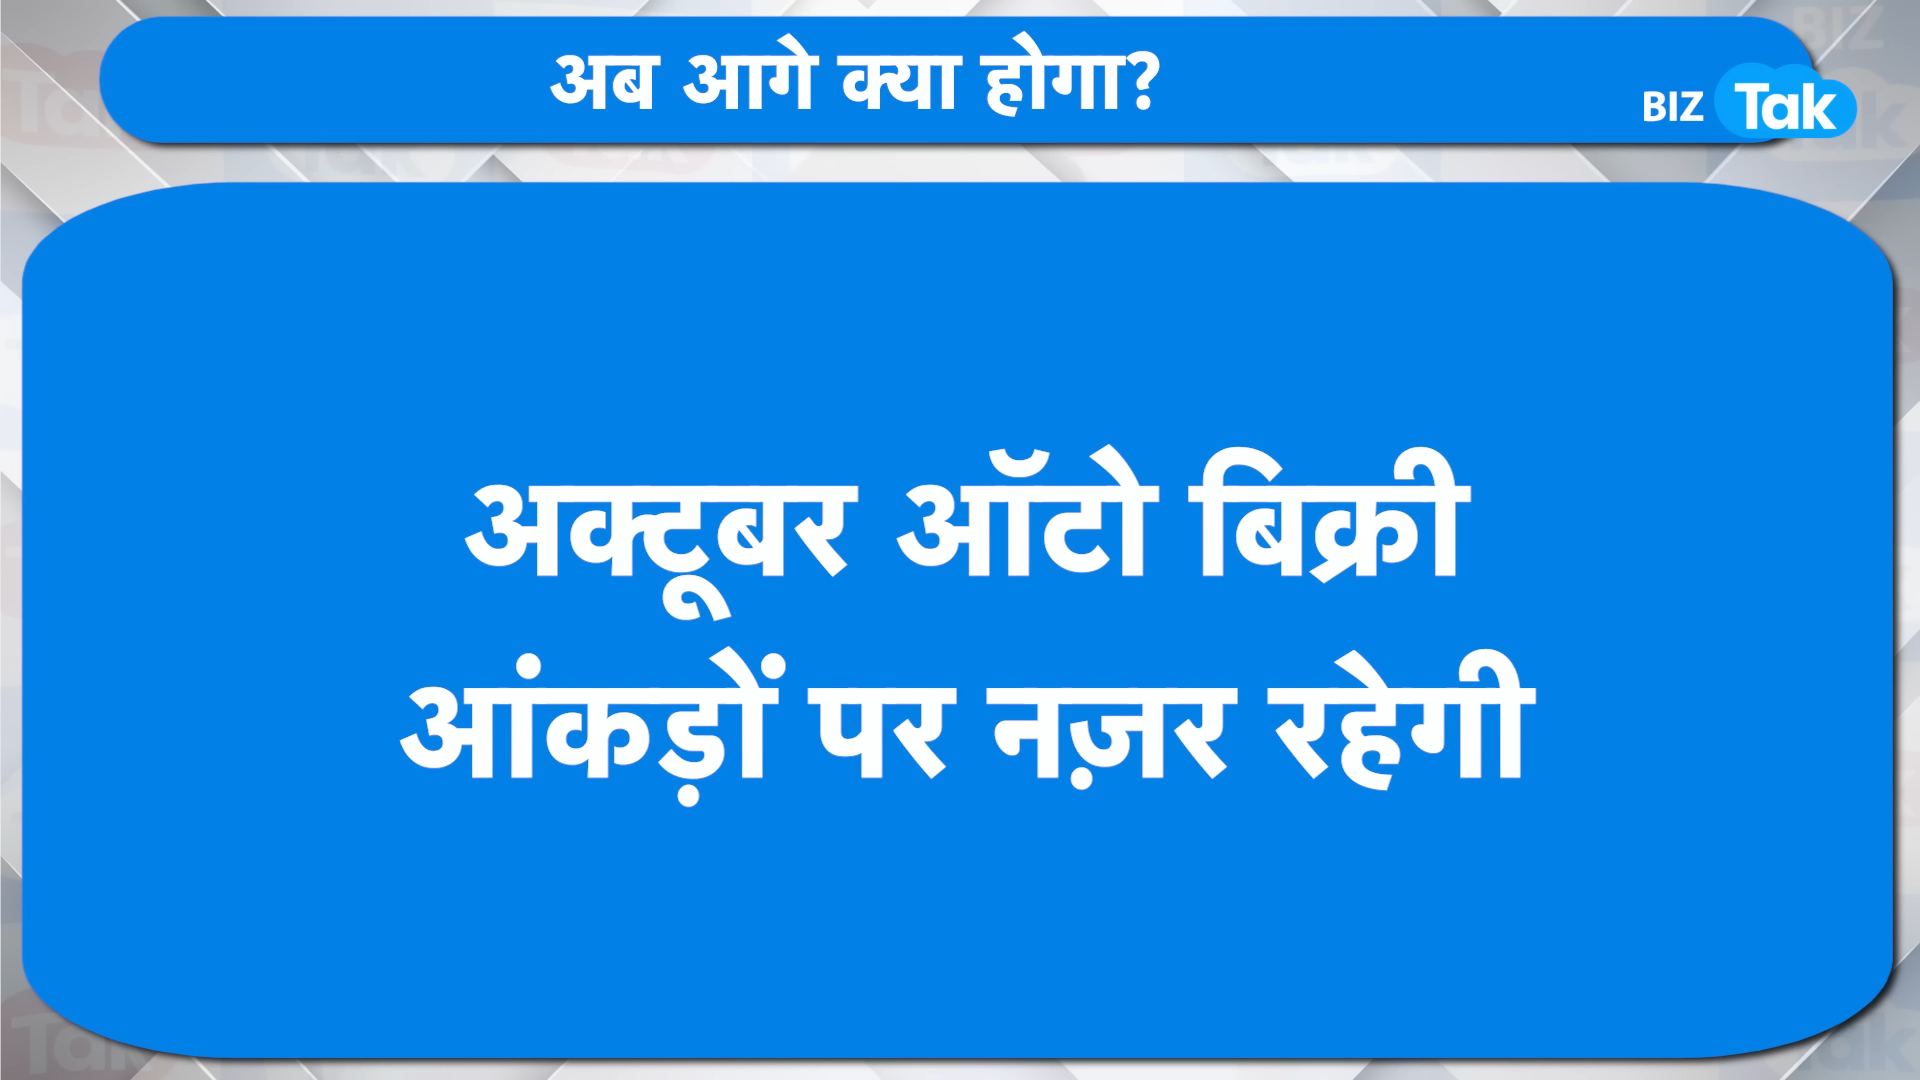 अब आगे क्या होगा?
BIZ Tak
अक्टूबर ऑटो बिक्री
आंकड़ों पर नज़र रहेगी